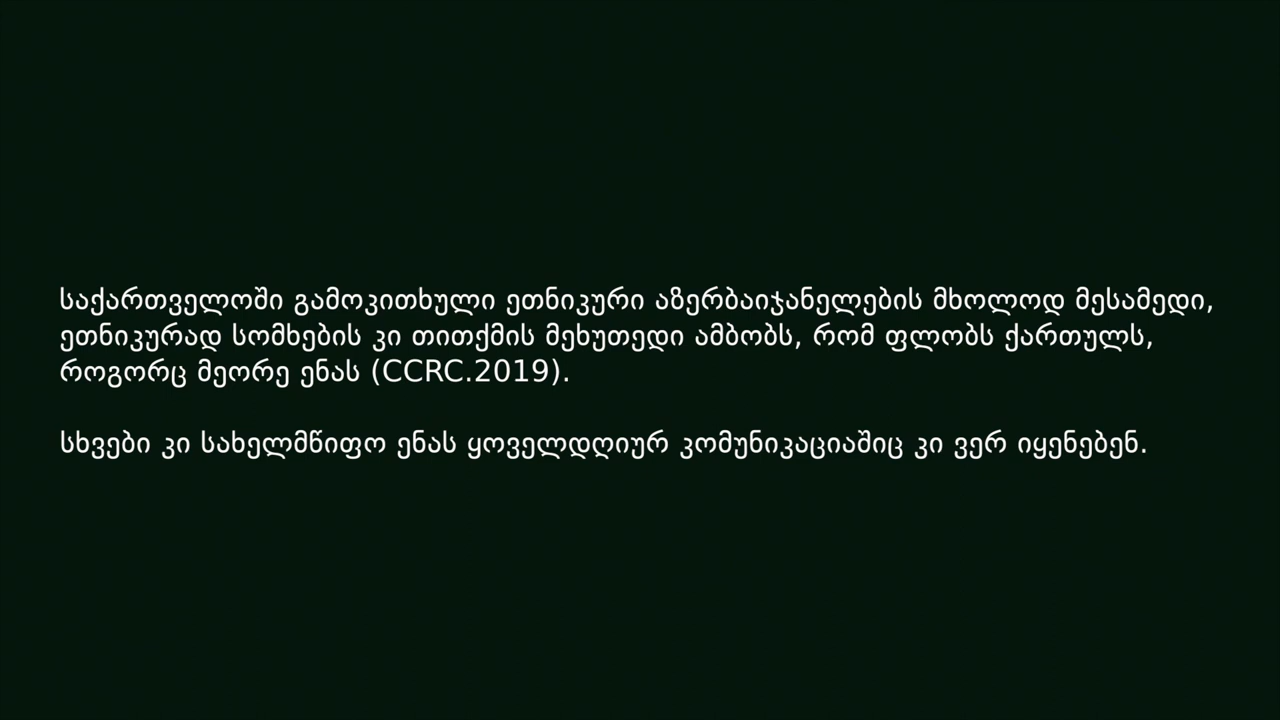 საქართველოში გამოკითხული ეთნიკური აზერბაიჯანელების მხოლოდ მესამედი,
ეთნიკურად სომხების კი თითქმის მეხუთედი ამბობს, რომ ფლობს ქართულს,
როგორც მეორე ენას (CCRC.2019).
სხვები კი სახელმწიფო ენას ყოველდღიურ კომუნიკაციაშიც კი ვერ იყენებენ.